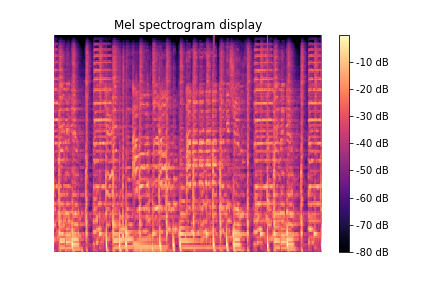 Mel spectrogram display
-10 dB
-20 dB
-30 dB
-40 dB
-50 dB
-60 dB
-70 dB
-80 dB